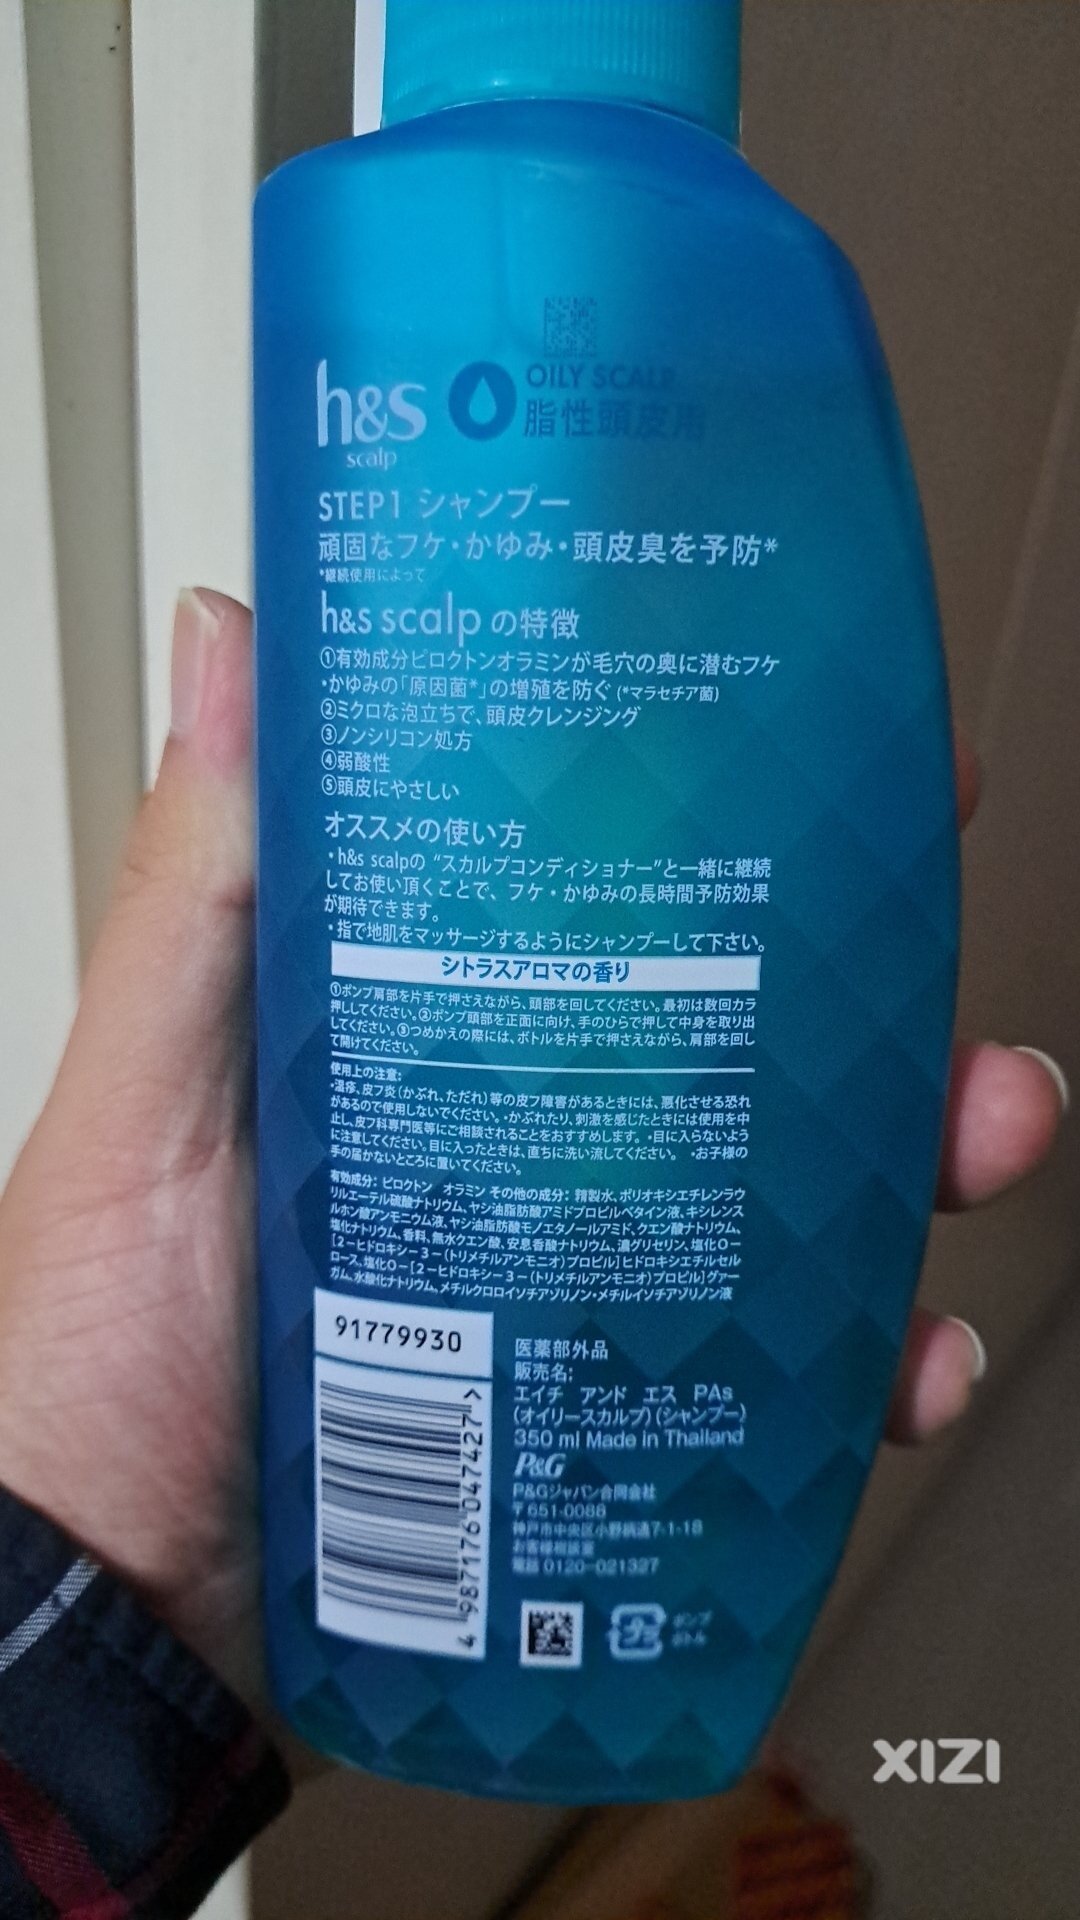 h&s
scalp
OILY SCALP
脂性頭皮用
STEP1 シャンプー
頑固なフケ・かゆみ・頭皮臭を予防*
*継続使用によって
h&s scalp の特徴
①有効成分ピロクトンオラミンが毛穴の奥に潜むフケ
・かゆみの「原因菌*」の増殖を防ぐ (*マラセチア菌)
②ミクロな泡立ちで、頭皮クレンジング
③ノンシリコン処方
④弱酸性
⑤頭皮にやさしい
オススメの使い方
・h&s scalpの “スカルプコンディショナー”と一緒に継続
してお使い頂くことで、フケ・かゆみの長時間予防効果
が期待できます。
・指で地肌をマッサージするようにシャンプーして下さい。
シトラスアロマの香り
①ポンプ肩部を片手で押さえながら、頭部を回してください。最初は数回カラ
押ししてください。②ポンプ頭部を正面に向け、手のひらで押して中身を取り出
してください。③つめかえの際には、ボトルを片手で押さえながら、肩部を回し
て開けてください。
使用上の注意:
・湿疹、皮フ炎(かぶれ、ただれ)等の皮フ障害があるときには、悪化させる恐れ
があるので使用しないでください。・かぶれたり、刺激を感じたときには使用を中
止し、皮フ科専門医等にご相談されることをおすすめします。・目に入らないよう
に注意してください。目に入ったときは、直ちに洗い流してください。 ・お子様の
手の届かないところに置いてください。
有効成分: ピロクトン オラミン その他の成分: 精製水、ポリオキシエチレンラウ
リルエーテル硫酸ナトリウム、ヤシ油脂肪酸アミドプロピルベタイン液、キシレンス
ルホン酸アンモニウム液、ヤシ油脂肪酸モノエタノールアミド、クエン酸ナトリウム、
塩化ナトリウム、香料、無水クエン酸、安息香酸ナトリウム、濃グリセリン、塩化O-
[2-ヒドロキシ-3-(トリメチルアンモニオ)プロピル]ヒドロキシエチルセル
ロース、塩化O-[2-ヒドロキシ-3-(トリメチルアンモニオ)プロピル]グァー
ガム、水酸化ナトリウム、メチルクロロイソチアゾリノン・メチルイソチアゾリノン液
91779930
4 987176 047427 >
医薬部外品
販売名:
エイチ アンド エス PAs
(オイリースカルプ)(シャンプー)
350 ml Made in Thailand
P&G
P&Gジャパン合同会社
〒651-0088
神戸市中央区小野柄通7-1-18
お客様相談室
電話 0120-021327
ポンプ
ボトル
XIZI